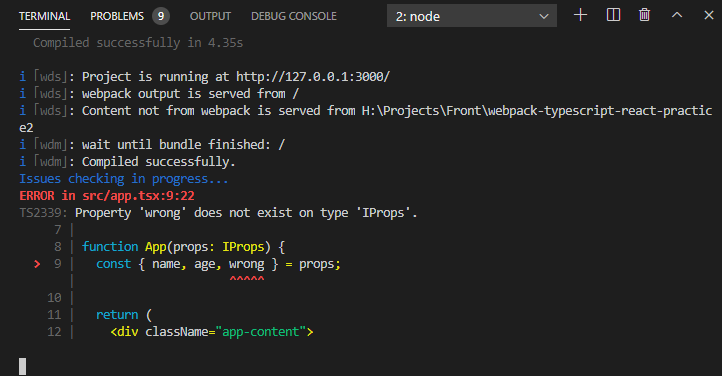 TERMINAL PROBLEMS 9 OUTPUT DEBUG CONSOLE 2: node
Compiled successfully in 4.35s
i ⌈wds⌋: Project is running at http://127.0.0.1:3000/
i ⌈wds⌋: webpack output is served from /
i ⌈wds⌋: Content not from webpack is served from H:\Projects\Front\webpack-typescript-react-practic
e2
i ⌈wdm⌋: wait until bundle finished: /
i ⌈wdm⌋: Compiled successfully.
Issues checking in progress...
ERROR in src/app.tsx:9:22
TS2339: Property 'wrong' does not exist on type 'IProps'.
7 |
8 | function App(props: IProps) {
> 9 | const { name, age, wrong } = props;
| ^^^^^
10 |
11 | return (
12 | <div className="app-content">